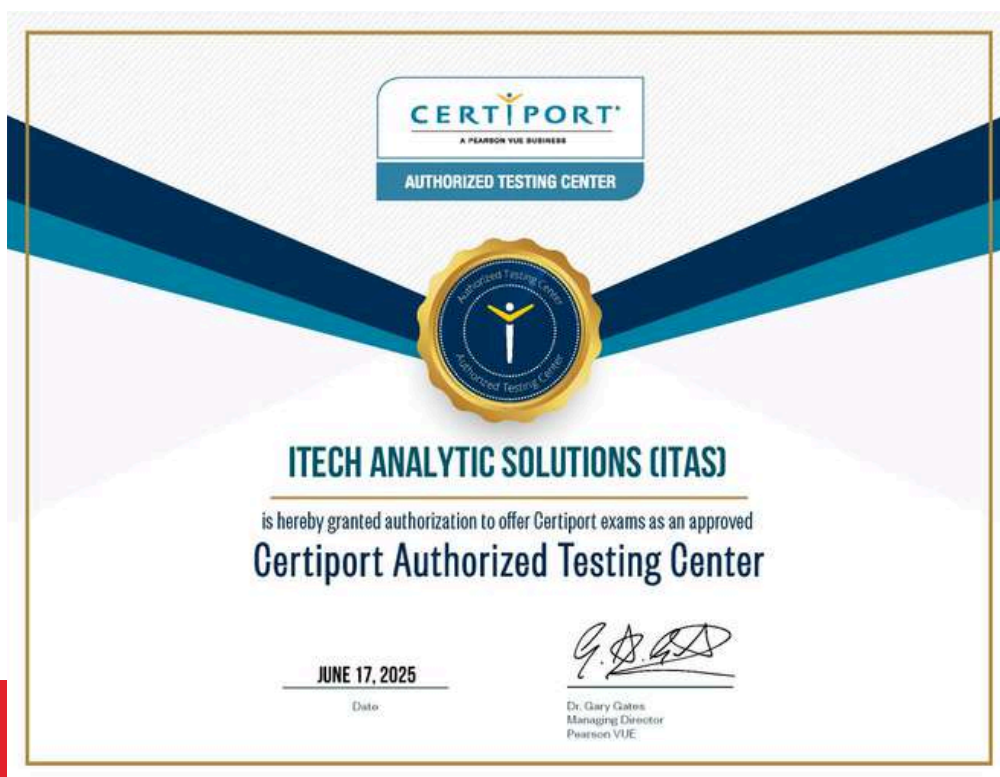 CERTIPORT
A PEARSON VUE BUSINESS
AUTHORIZED TESTING CENTER
Authorized Testing Center
Authorized Testing Center
ITECH ANALYTIC SOLUTIONS (ITAS)
is hereby granted authorization to offer Certiport exams as an approved
Certiport Authorized Testing Center
JUNE 17, 2025
Date
Dr. Gary Gates
Managing Director
Pearson VUE